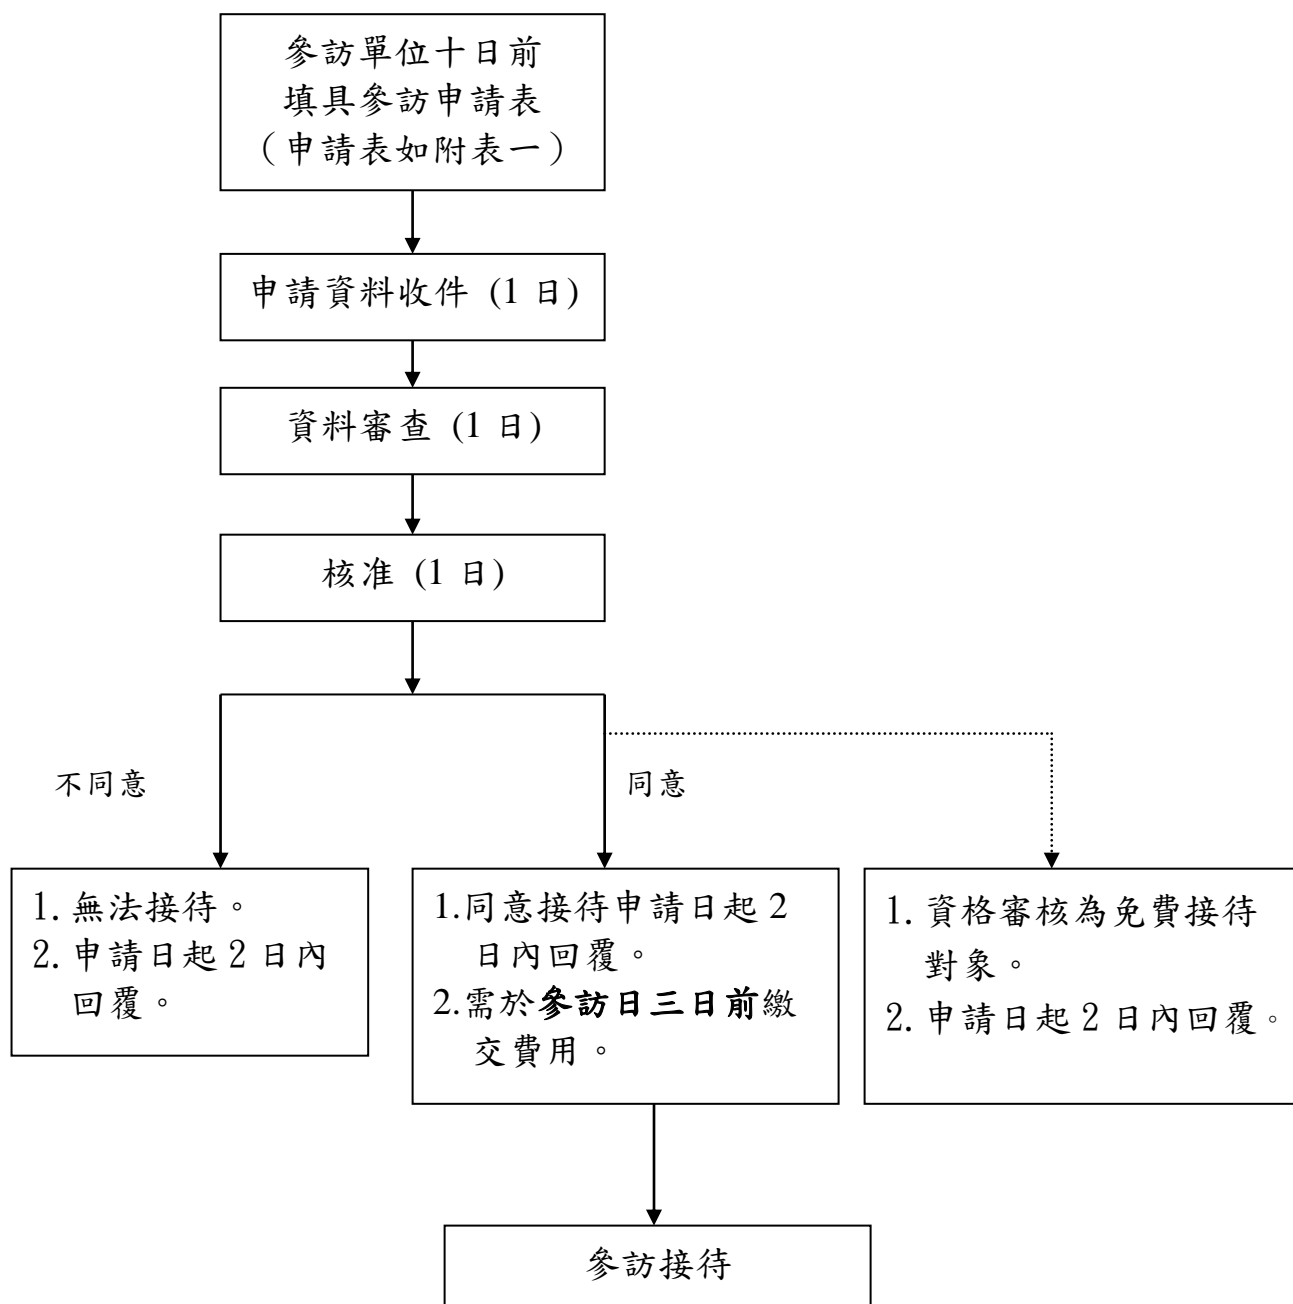 參訪單位十日前
填具參訪申請表
（申請表如附表一）
申請資料收件 (1 日)
資料審查 (1 日)
核准 (1 日)
不同意
同意
1. 無法接待。
2. 申請日起 2 日內
回覆。
1.同意接待申請日起 2
日內回覆。
2.需於參訪日三日前繳
交費用。
1. 資格審核為免費接待
對象。
2. 申請日起 2 日內回覆。
參訪接待